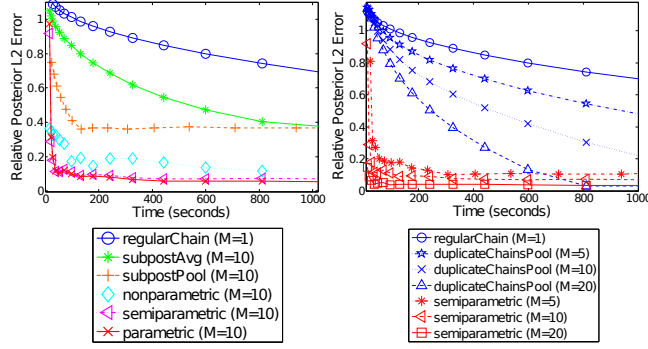 Relative Posterior L2 Error
1
0.8
0.6
0.4
0.2
0
0 200 400 600 800 1000
Time (seconds)
regularChain (M=1)
subpostAvg (M=10)
subpostPool (M=10)
nonparametric (M=10)
semiparametric (M=10)
parametric (M=10)
Relative Posterior L2 Error
1
0.8
0.6
0.4
0.2
0
200 400 600 800 1000
Time (seconds)
regularChain (M=1)
duplicateChainsPool (M=5)
duplicateChainsPool (M=10)
duplicateChainsPool (M=20)
semiparametric (M=5)
semiparametric (M=10)
semiparametric (M=20)